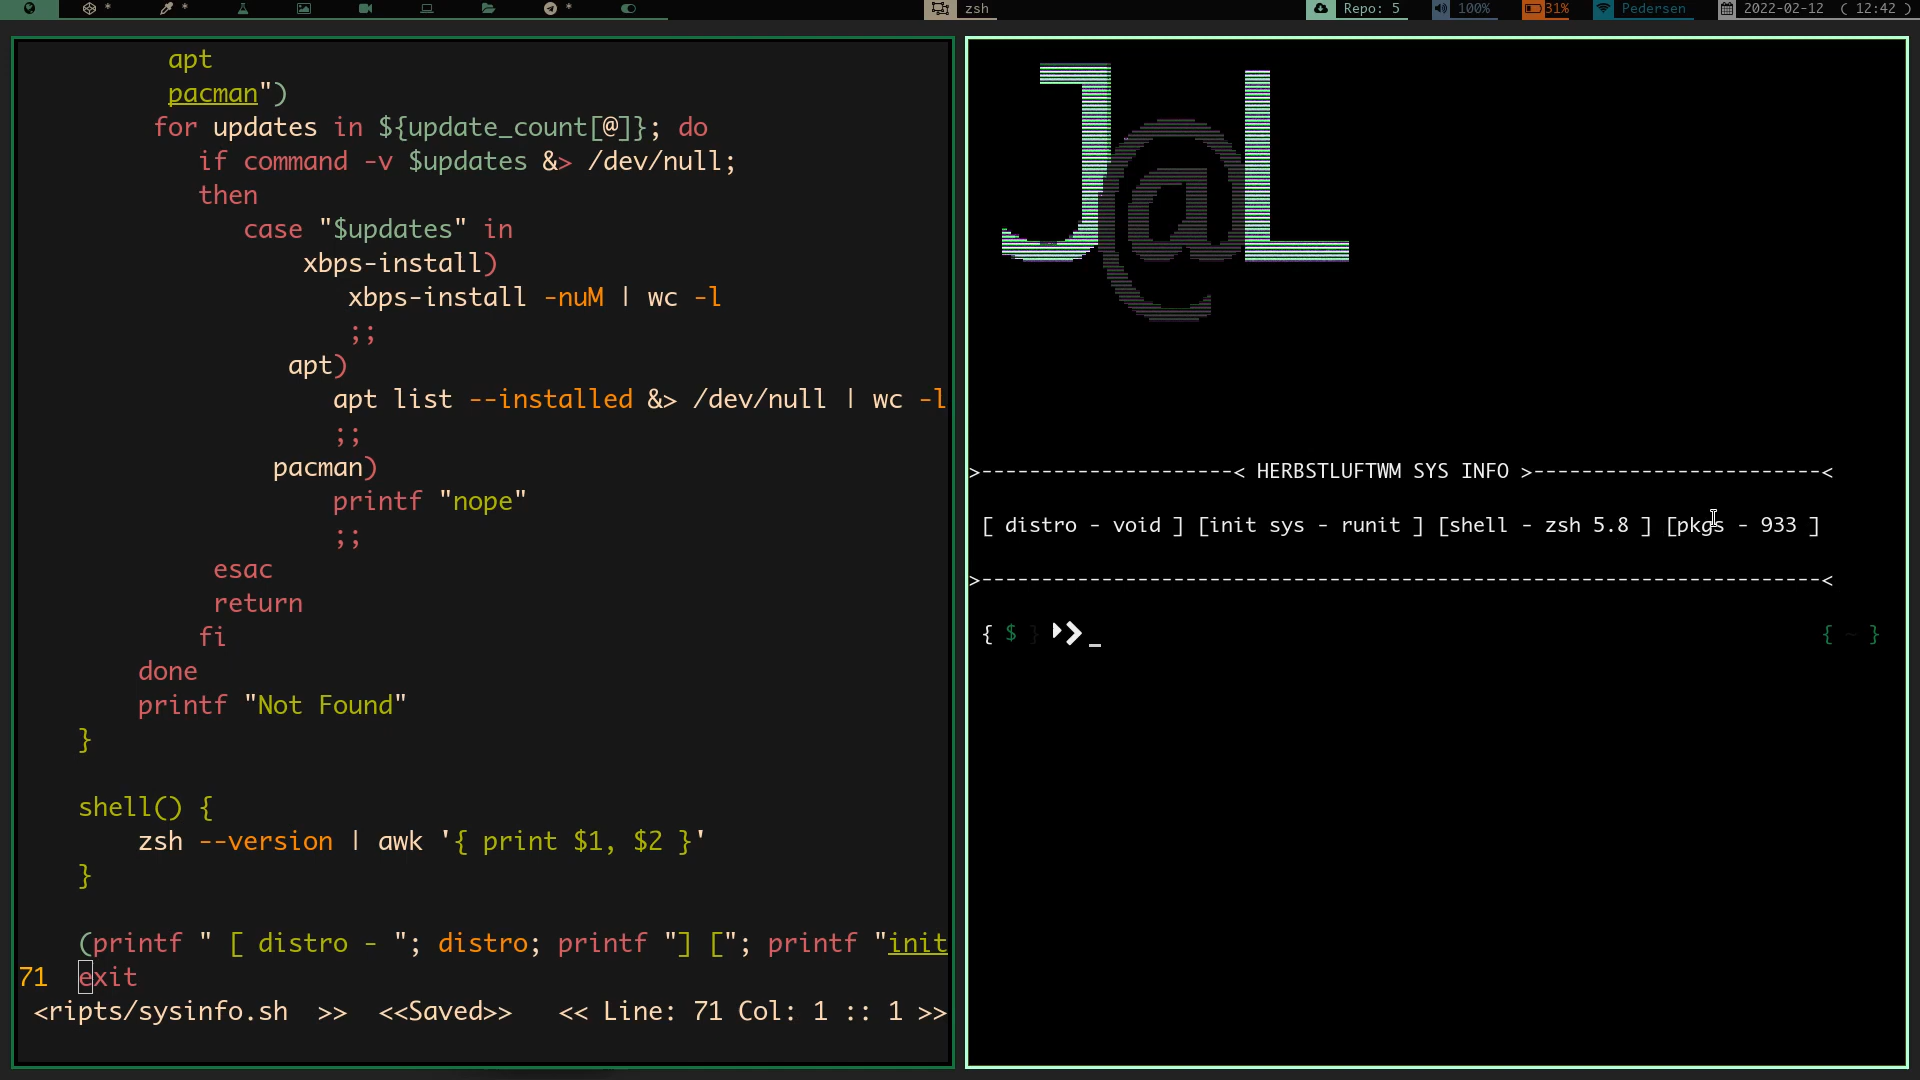 * * * zsh Repo: 5 100% 31% Pedersen 2022-02-12 ( 12:42 )
apt
pacman")
for updates in ${update_count[@]}; do
if command -v $updates &> /dev/null;
then
case "$updates" in
xbps-install)
xbps-install -nuM | wc -l
;;
apt)
apt list --installed &> /dev/null | wc -l
;;
pacman)
printf "nope"
;;
esac
return
fi
done
printf "Not Found"
}
shell() {
zsh --version | awk '{ print $1, $2 }'
}
(printf " [ distro - "; distro; printf "] ["; printf "init
71 exit
<ripts/sysinfo.sh >> <<Saved>> << Line: 71 Col: 1 :: 1 >>
J@L
>---------------------< HERBSTLUFTWM SYS INFO >------------------------<
[ distro - void ] [init sys - runit ] [shell - zsh 5.8 ] [pkgs - 933 ]
>----------------------------------------------------------------------<
{ $ } { ~ }